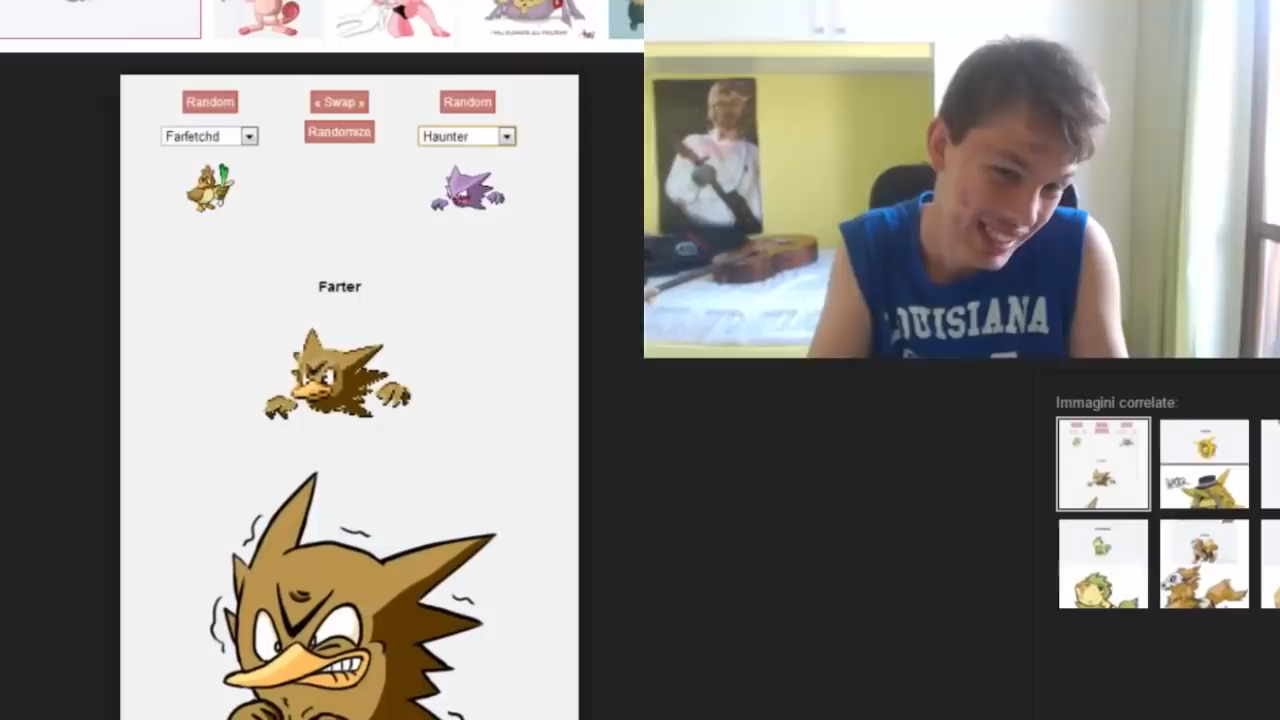 Random
« Swap »
Random
Farfetchd
Randomize
Haunter
Farter
LOUISIANA
Immagini correlate: